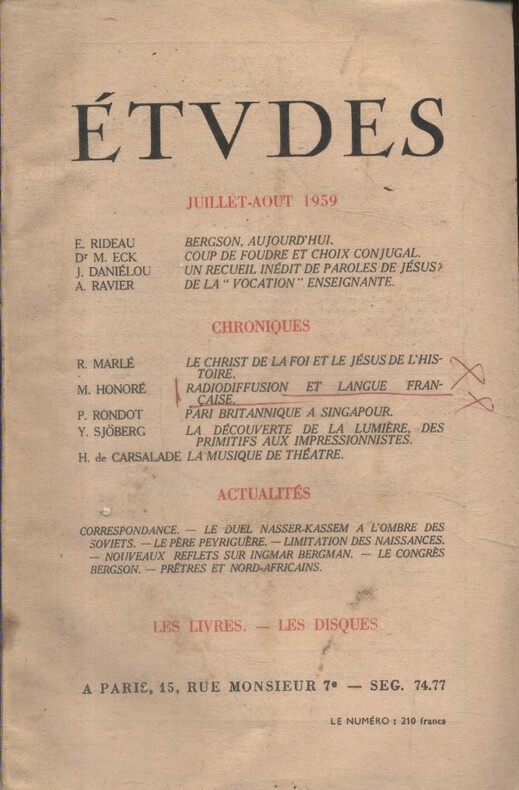 ÉTVDES
JUILLET-AOUT 1959
E. RIDEAU BERGSON, AUJOURD'HUI.
Dr M. ECK COUP DE FOUDRE ET CHOIX CONJUGAL.
J. DANIÉLOU UN RECUEIL INÉDIT DE PAROLES DE JÉSUS?
A. RAVIER DE LA "VOCATION" ENSEIGNANTE.
CHRONIQUES
R. MARLÉ LE CHRIST DE LA FOI ET LE JÉSUS DE L'HIS-
TOIRE.
M. HONORÉ RADIODIFFUSION ET LANGUE FRAN-
ÇAISE.
P. RONDOT PARI BRITANNIQUE A SINGAPOUR.
Y. SJÖBERG LA DÉCOUVERTE DE LA LUMIÈRE, DES
PRIMITIFS AUX IMPRESSIONNISTES.
H. de CARSALADE LA MUSIQUE DE THÉATRE.
ACTUALITÉS
CORRESPONDANCE. — LE DUEL NASSER-KASSEM A L'OMBRE DES
SOVIETS. — LE PÈRE PEYRIGUÈRE. — LIMITATION DES NAISSANCES.
— NOUVEAUX REFLETS SUR INGMAR BERGMAN. — LE CONGRÈS
BERGSON. — PRÊTRES ET NORD-AFRICAINS.
LES LIVRES. — LES DISQUES
A PARIS, 15, RUE MONSIEUR 7e — SEG. 74.77
LE NUMÉRO : 210 francs